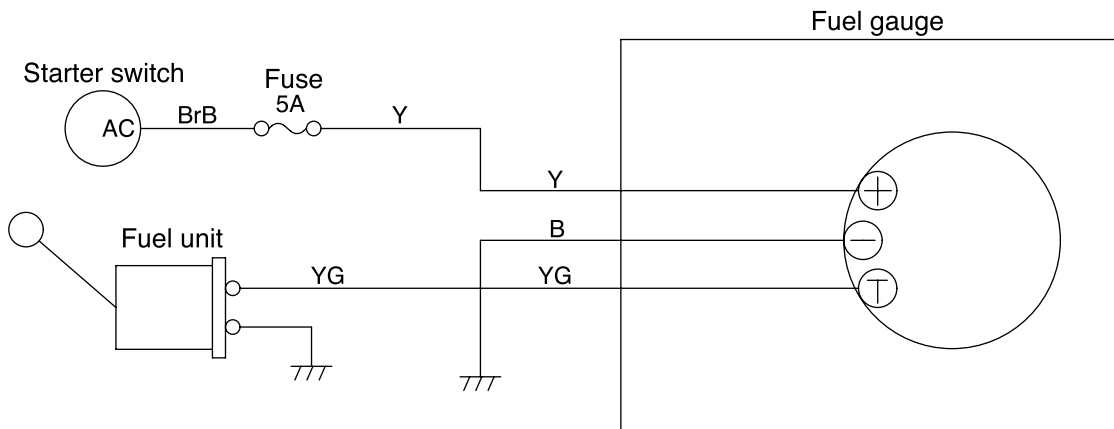 Fuel gauge
Starter switch
Fuse
5A
AC
BrB
Y
Y
+
B
−
Fuel unit
YG
YG
T